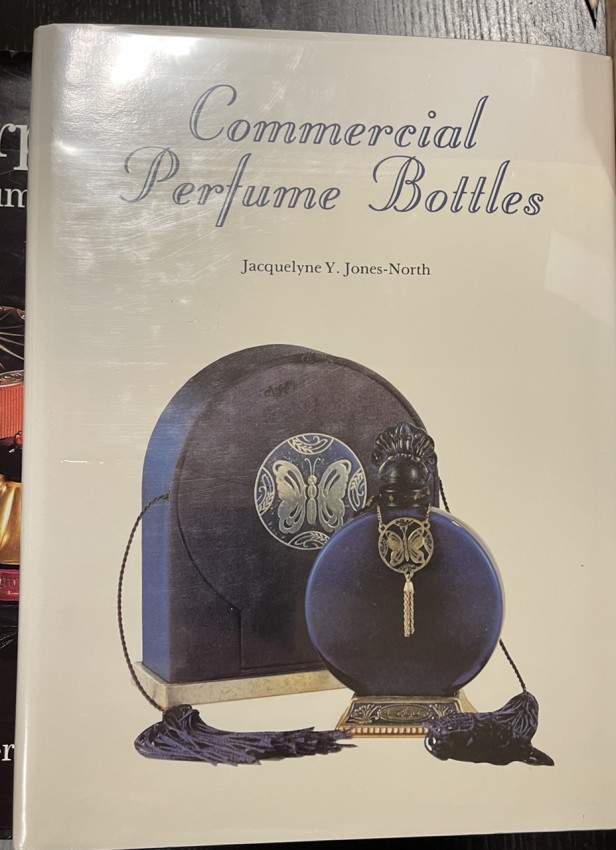 Commercial
Perfume Bottles
Jacquelyne Y. Jones-North